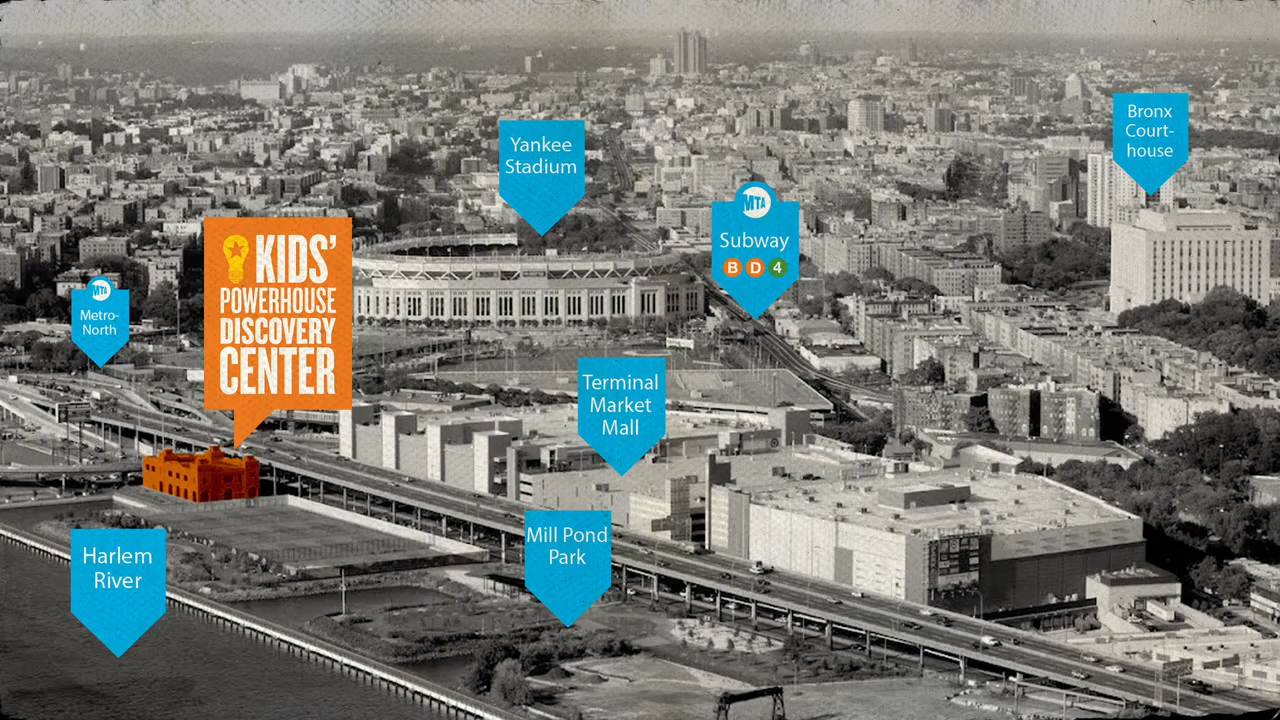 Yankee
Stadium
Bronx
Court-
house
MTA
Subway
B D 4
KIDS'
POWERHOUSE
DISCOVERY
CENTER
MTA
Metro-
North
Terminal
Market
Mall
Mill Pond
Park
Harlem
River